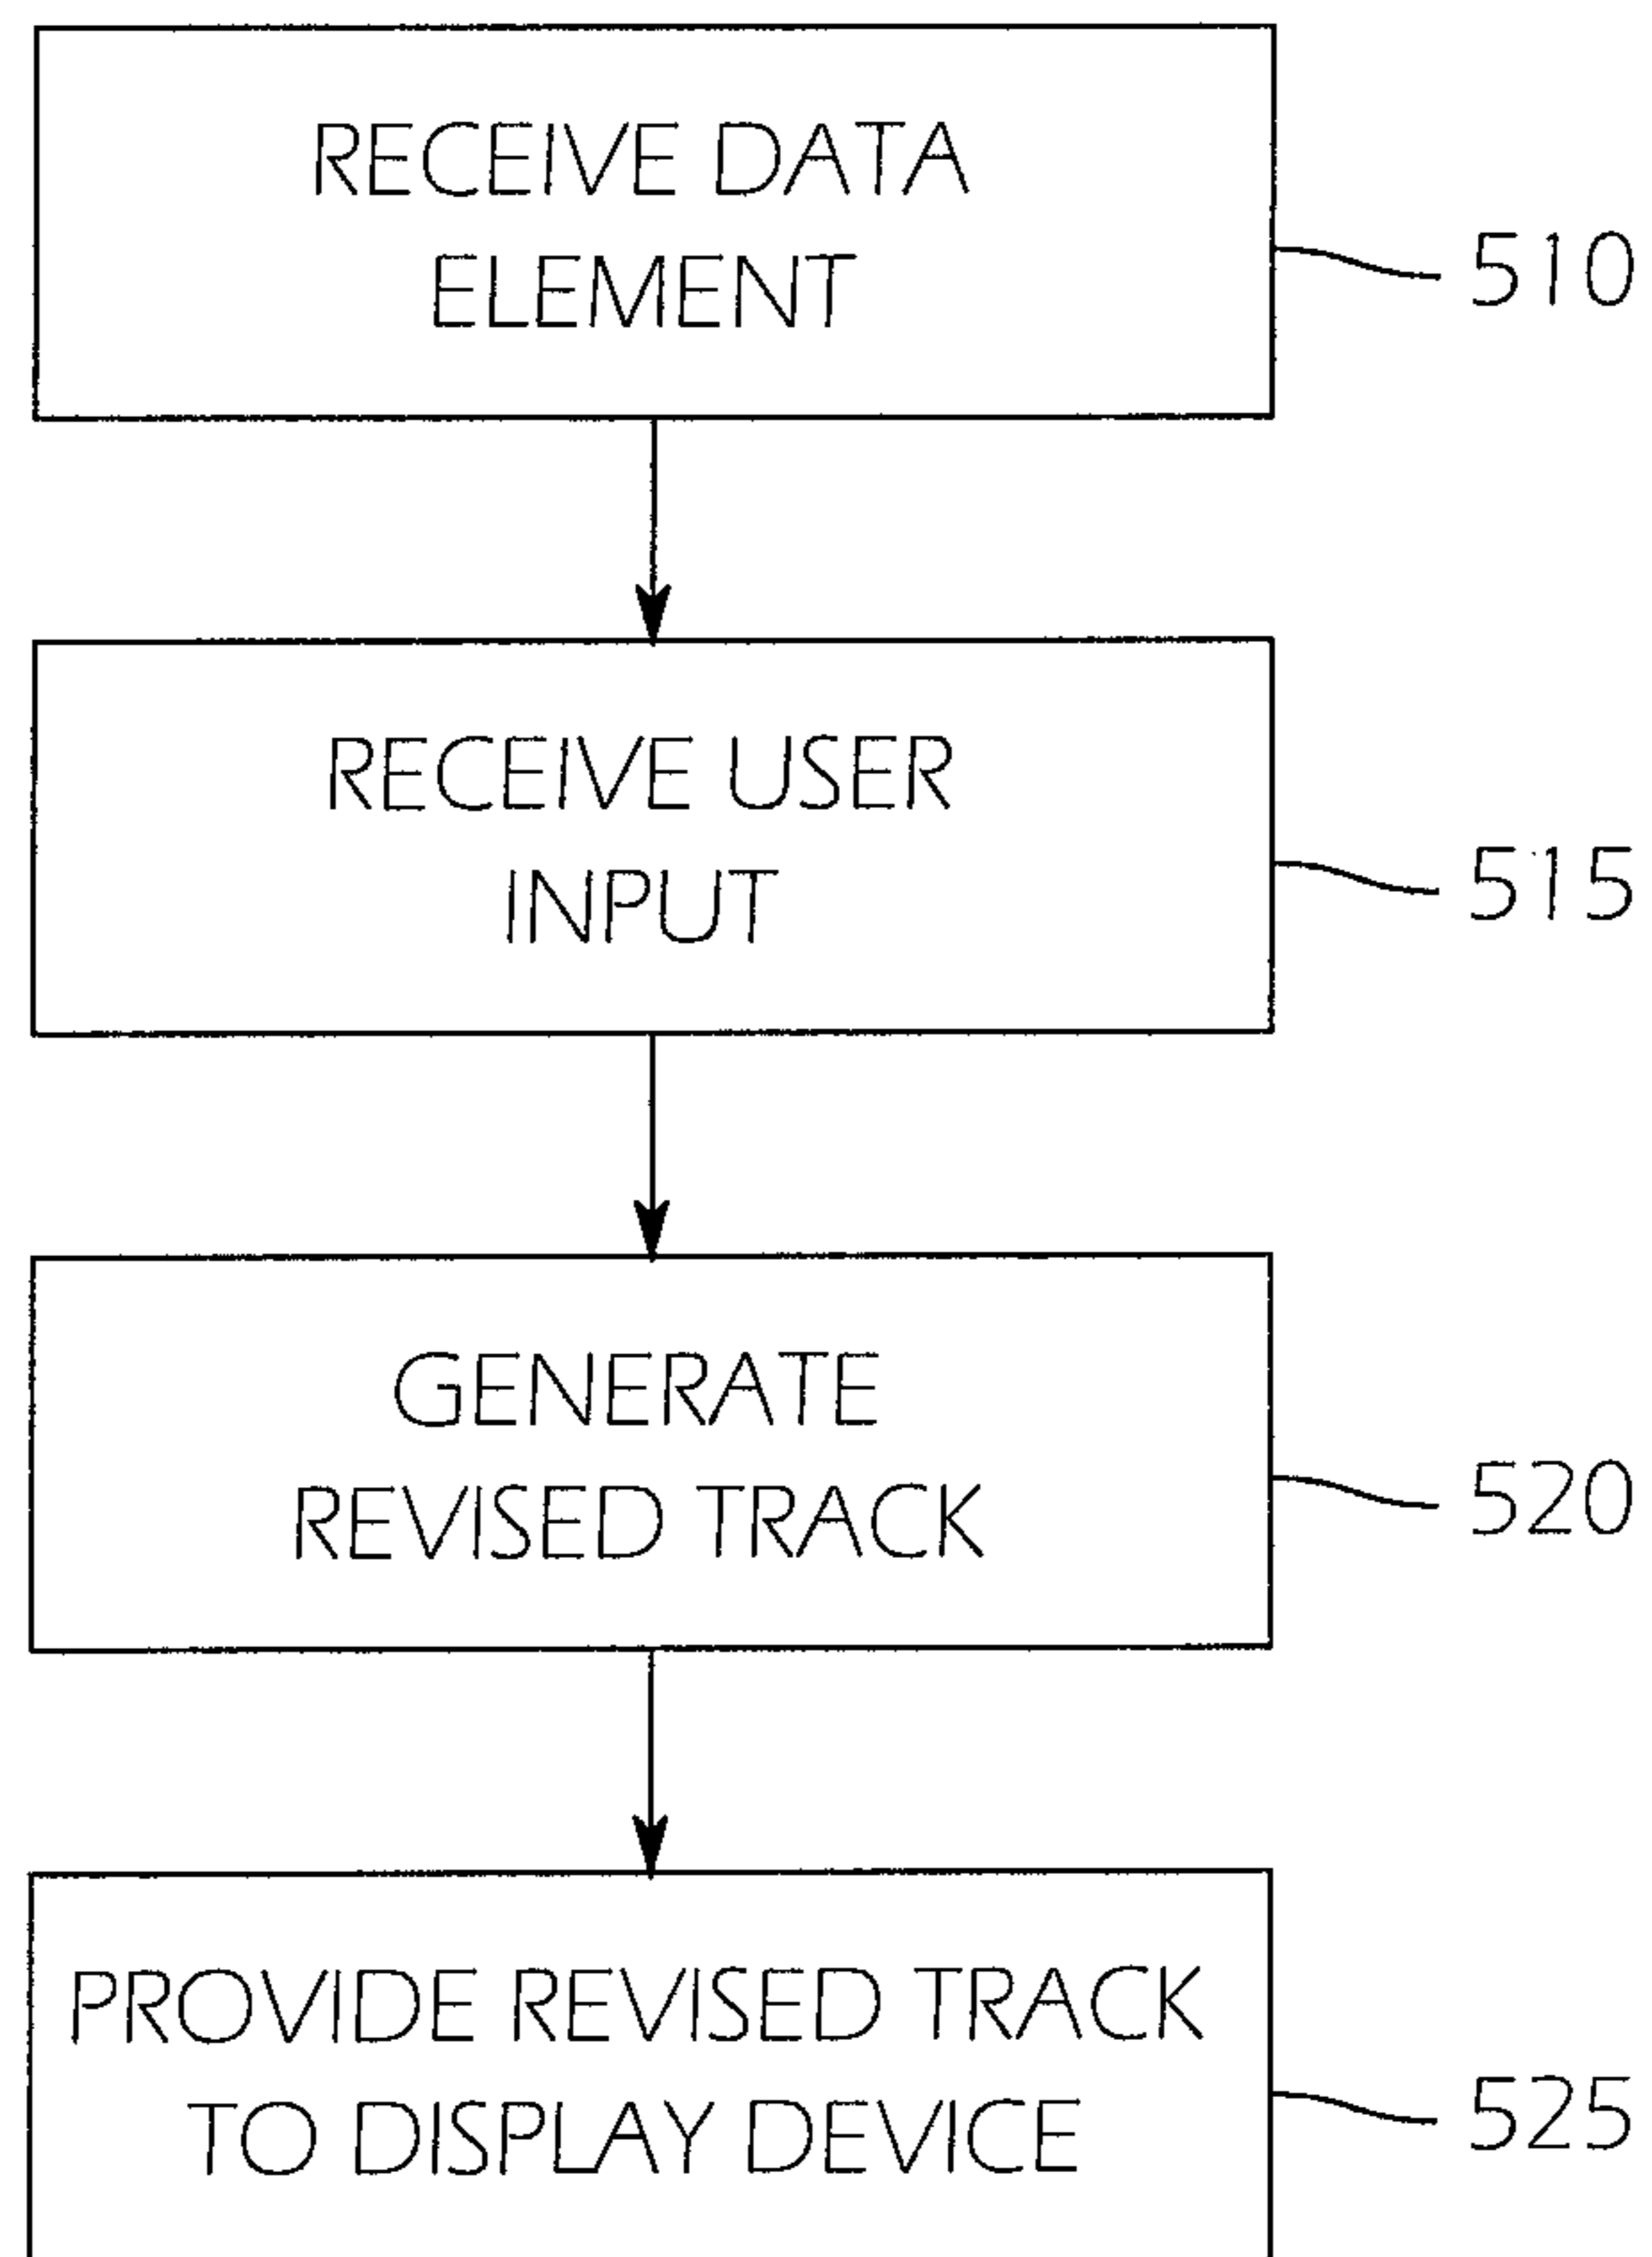 RECEIVE DATA
ELEMENT
510
RECEIVE USER
INPUT
515
GENERATE
REVISED TRACK
520
PROVIDE REVISED TRACK
TO DISPLAY DEVICE
525